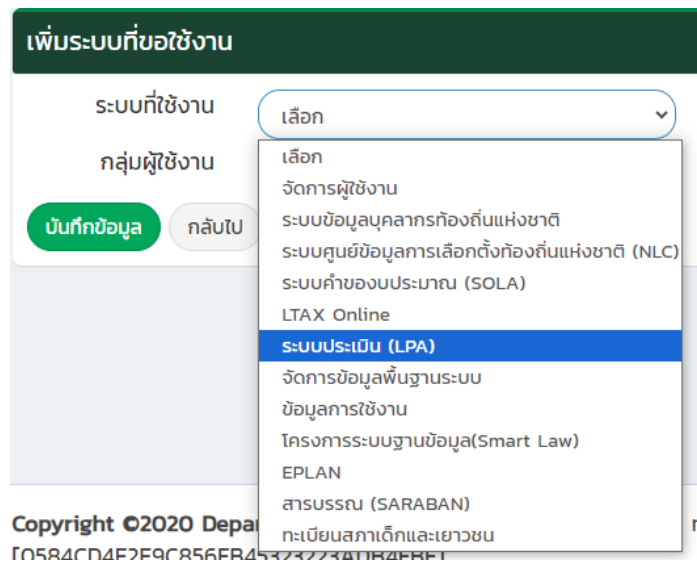 เพิ่มระบบที่ขอใช้งาน
ระบบที่ใช้งาน
เลือก
กลุ่มผู้ใช้งาน
เลือก
จัดการผู้ใช้งาน
ระบบข้อมูลบุคลากรท้องถิ่นแห่งชาติ
บันทึกข้อมูล
กลับไป
ระบบศูนย์ข้อมูลการเลือกตั้งท้องถิ่นแห่งชาติ (NLC)
ระบบคำของบประมาณ (SOLA)
LTAX Online
ระบบประเมิน (LPA)
จัดการข้อมูลพื้นฐานระบบ
ข้อมูลการใช้งาน
โครงการระบบฐานข้อมูล(Smart Law)
EPLAN
สารบรรณ (SARABAN)
ทะเบียนสภาเด็กและเยาวชน
Copyright ©2020